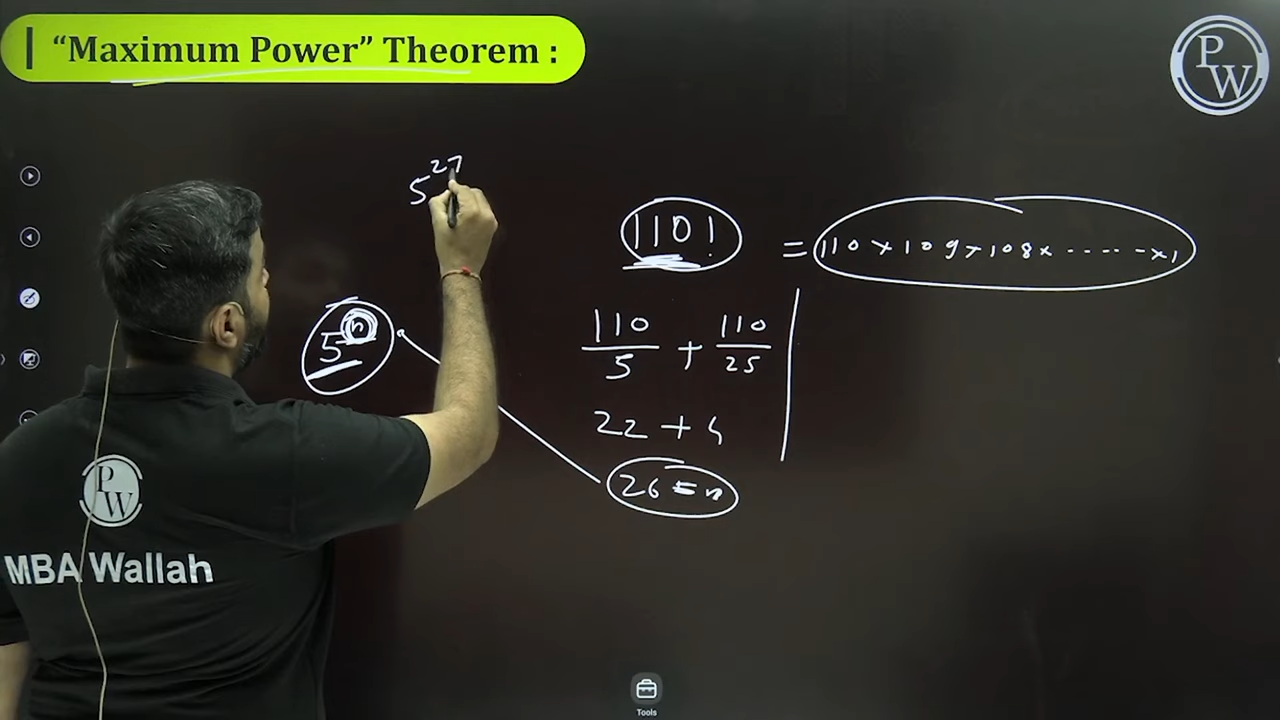 "Maximum Power" Theorem :
P
W
5^27
110! = 110 × 109 × 108 × ------ × 1
5^n
110/5 + 110/25
22 + 4
26 = n
P
W
MBA Wallah
Tools